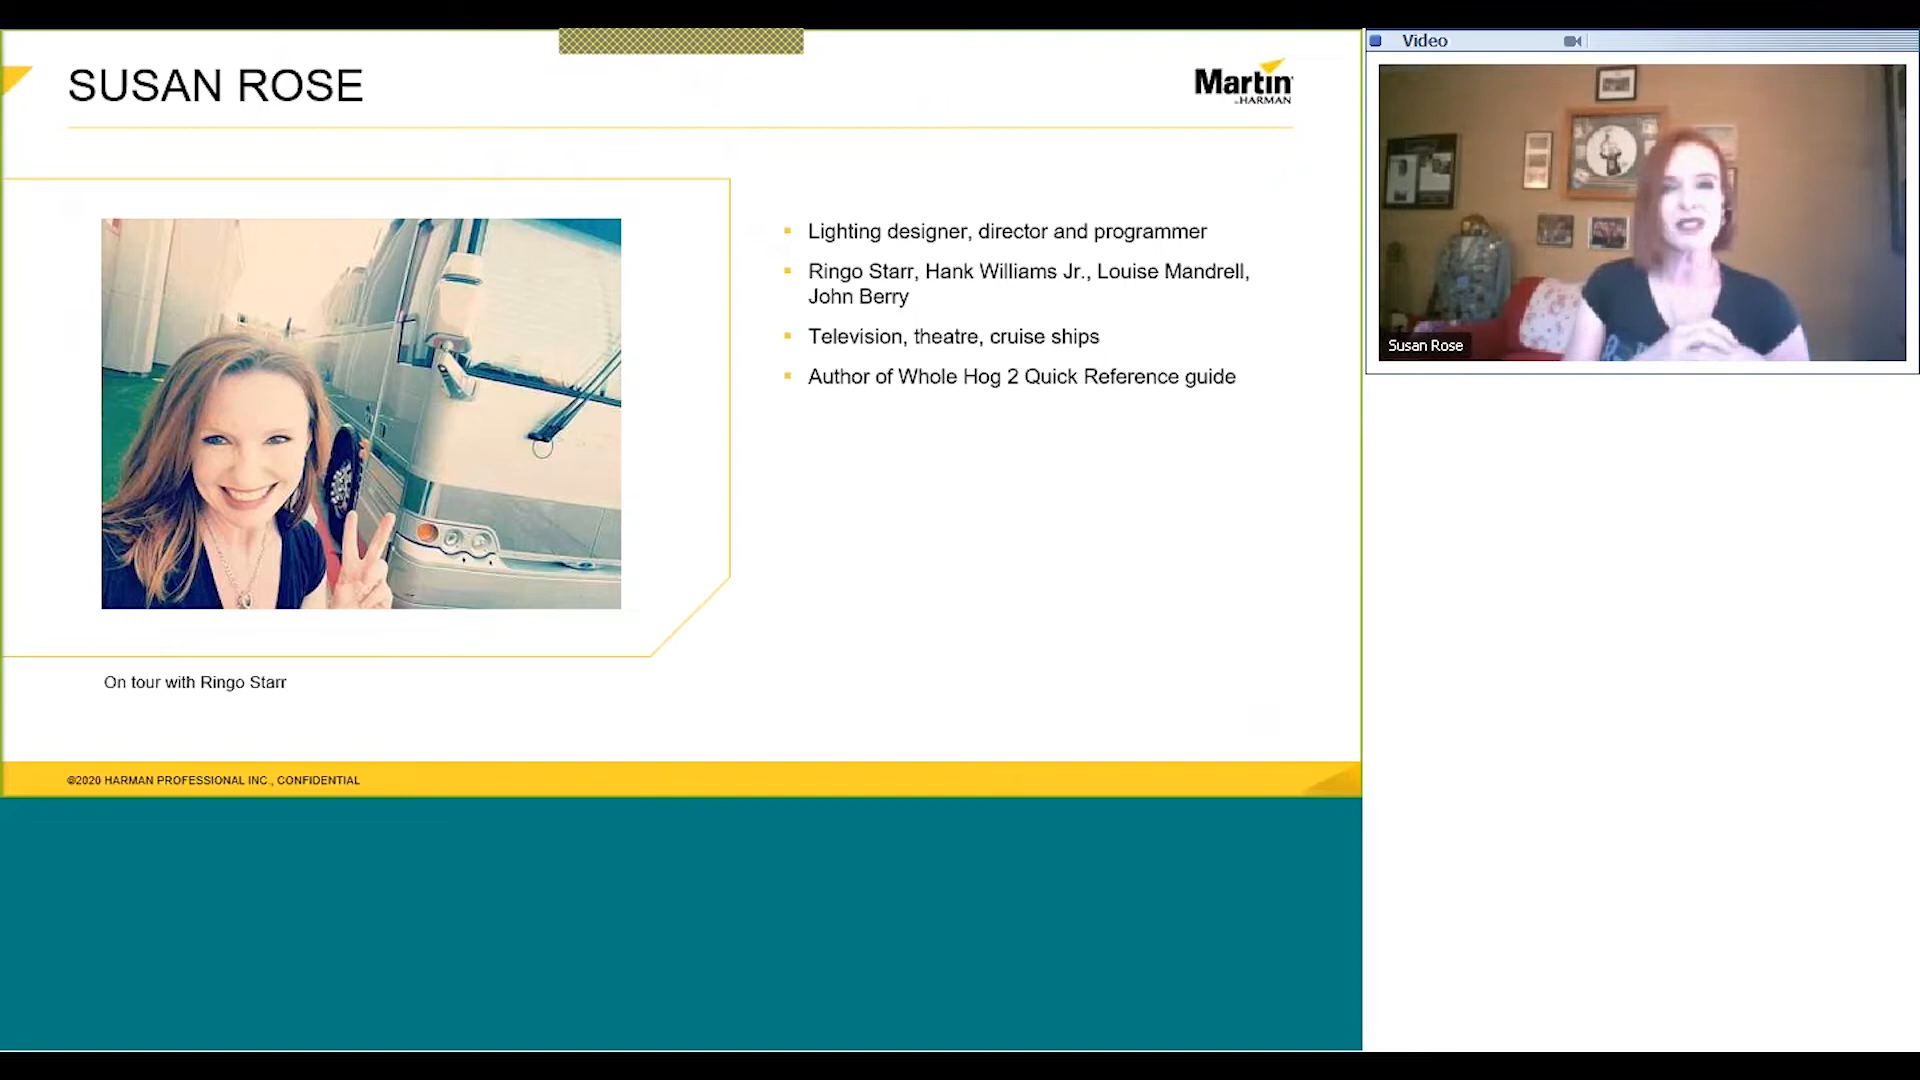 SUSAN ROSE
Martin
by HARMAN
Lighting designer, director and programmer
Ringo Starr, Hank Williams Jr., Louise Mandrell,
John Berry
Television, theatre, cruise ships
Author of Whole Hog 2 Quick Reference guide
On tour with Ringo Starr
©2020 HARMAN PROFESSIONAL INC., CONFIDENTIAL
Video
Susan Rose